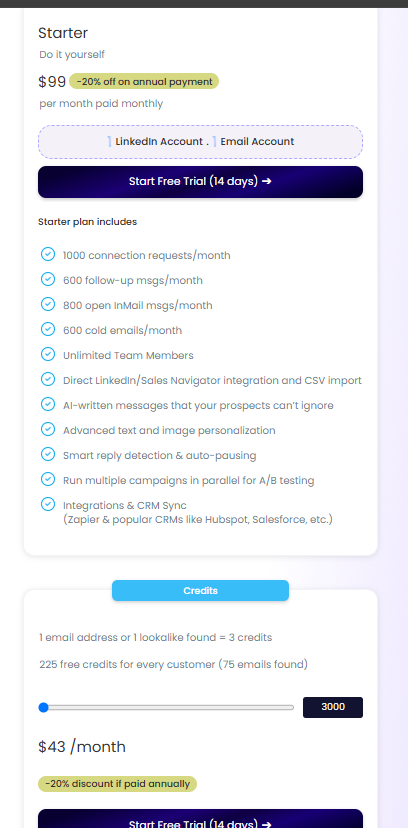 Starter
Do it yourself
$99 -20% off on annual payment
per month paid monthly
1 LinkedIn Account . 1 Email Account
Start Free Trial (14 days) ➔
Starter plan includes
1000 connection requests/month
600 follow-up msgs/month
800 open InMail msgs/month
600 cold emails/month
Unlimited Team Members
Direct LinkedIn/Sales Navigator integration and CSV import
AI-written messages that your prospects can't ignore
Advanced text and image personalization
Smart reply detection & auto-pausing
Run multiple campaigns in parallel for A/B testing
Integrations & CRM Sync
(Zapier & popular CRMs like Hubspot, Salesforce, etc.)
Credits
1 email address or 1 lookalike found = 3 credits
225 free credits for every customer (75 emails found)
3000
$43 /month
-20% discount if paid annually
Start Free Trial (14 days) ➔